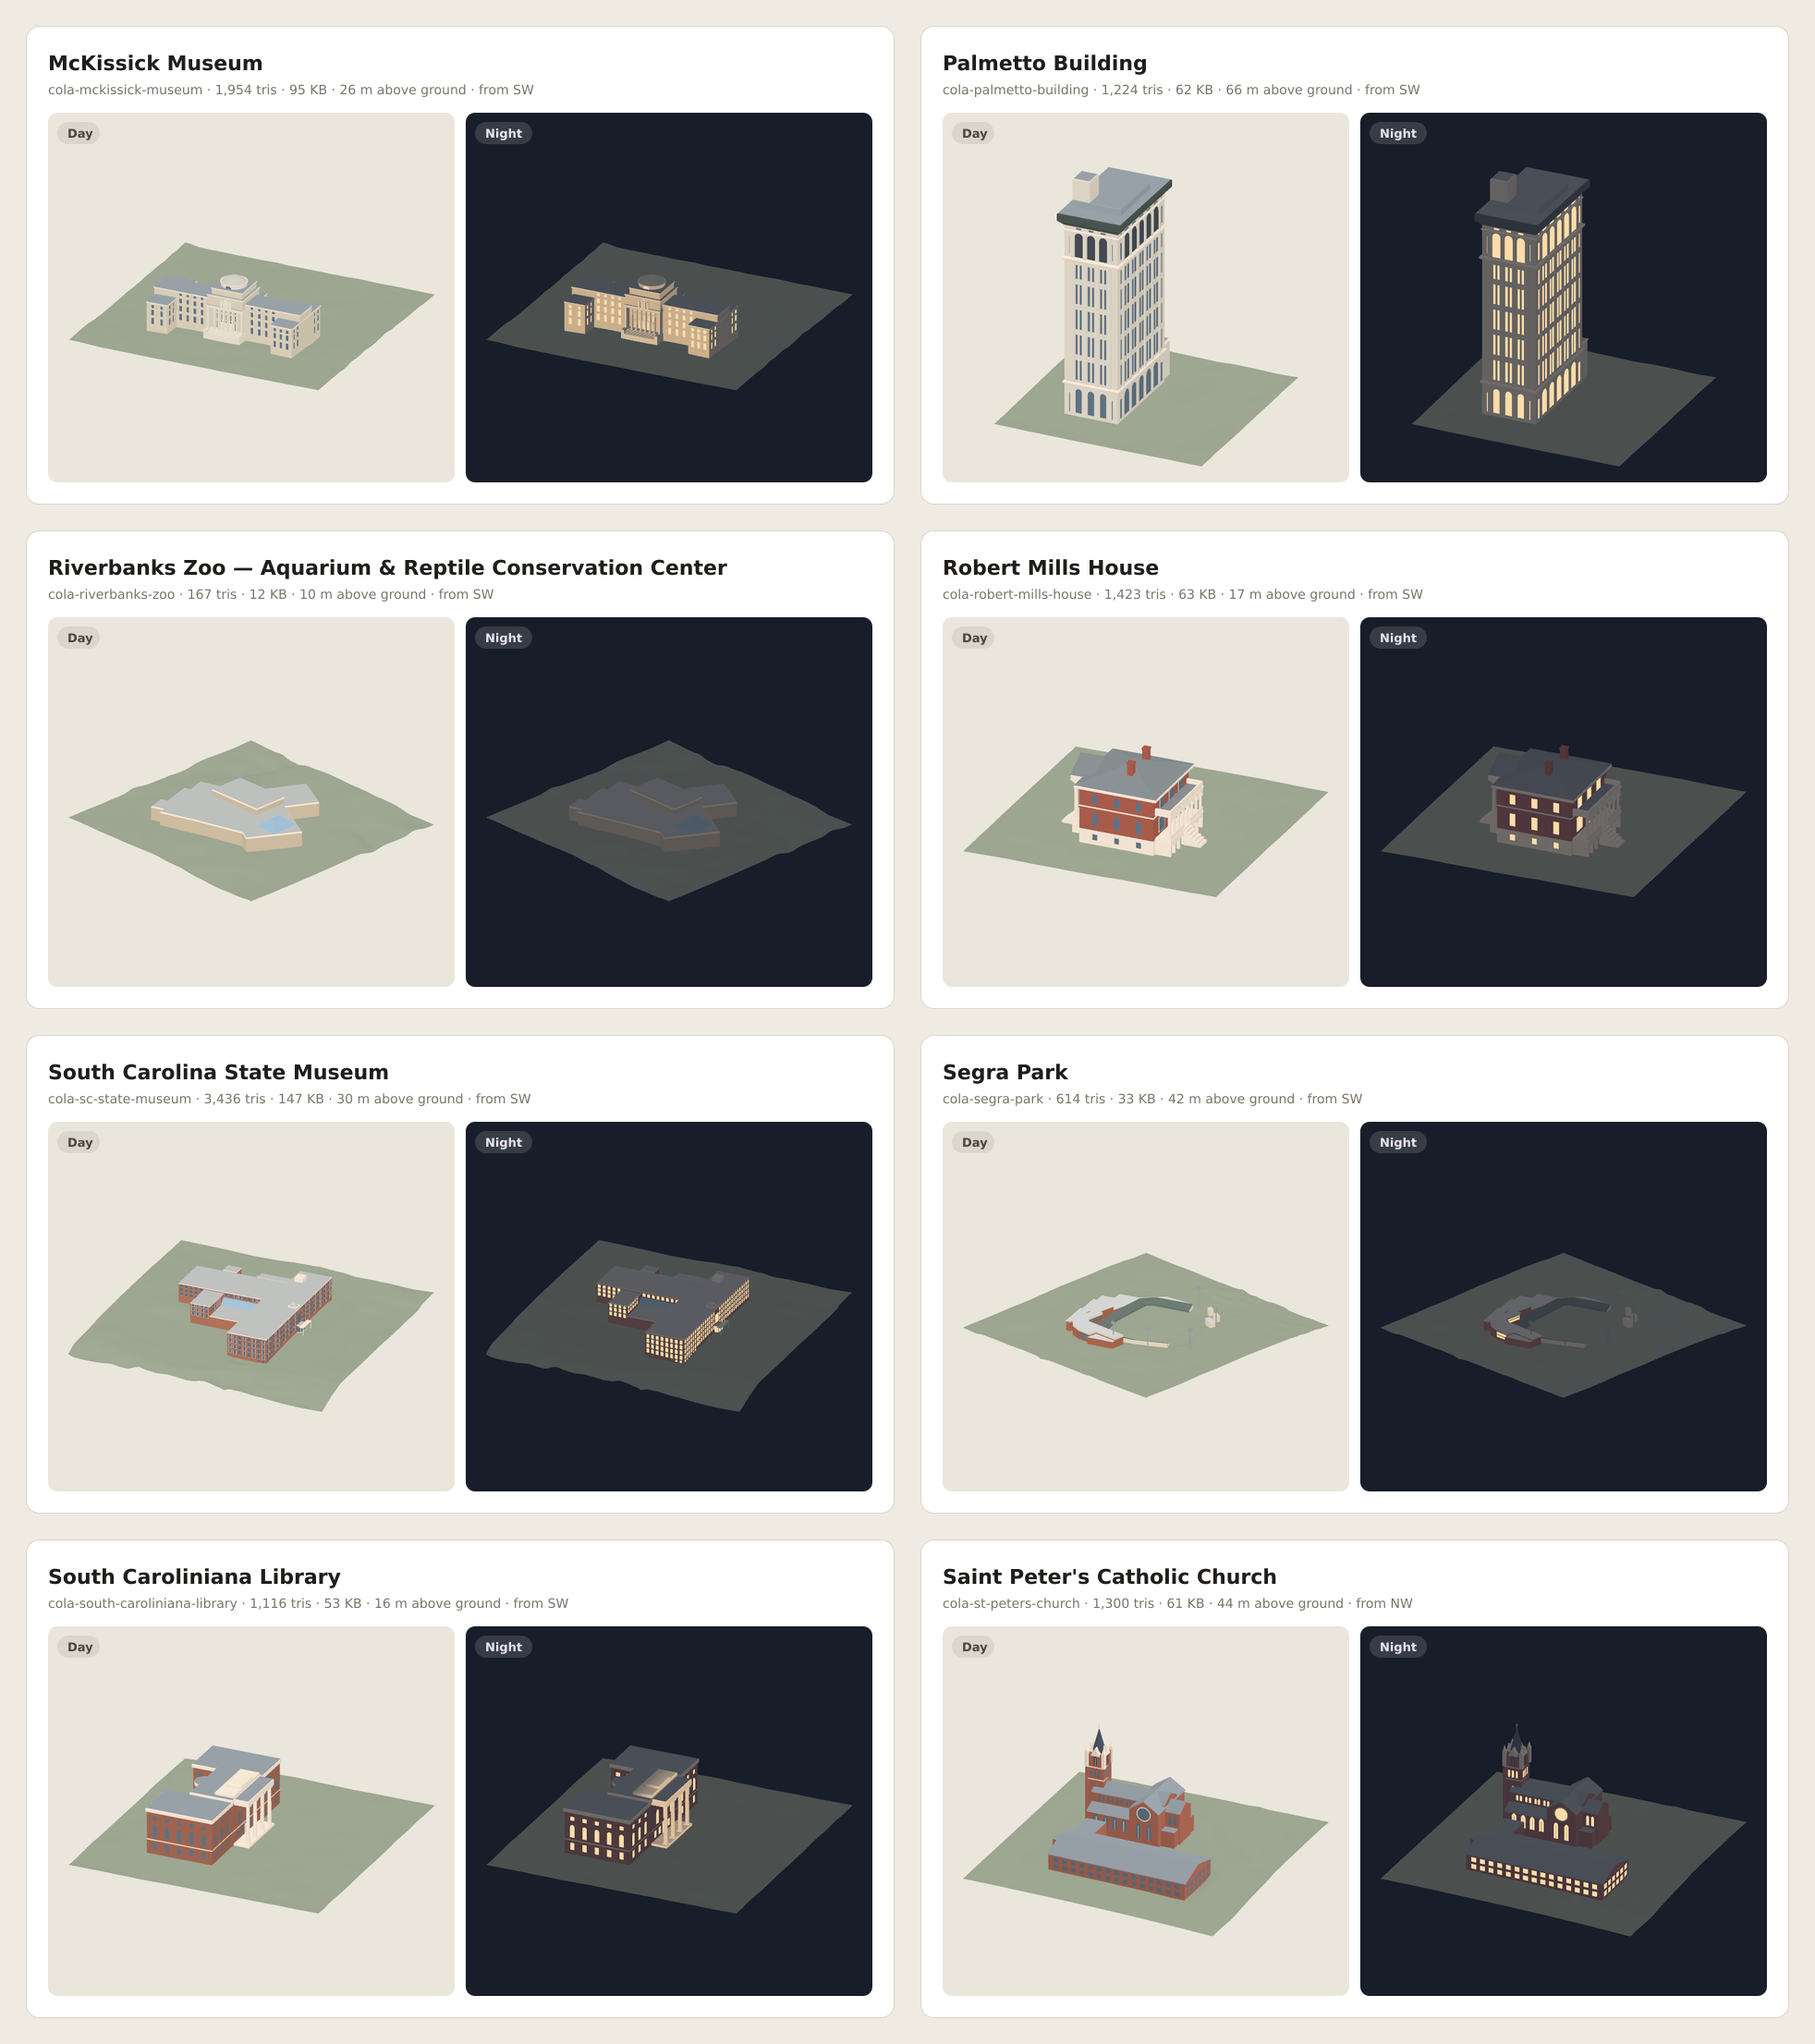 McKissick Museum
cola-mckissick-museum · 1,954 tris · 95 KB · 26 m above ground · from SW
Day
Night
Palmetto Building
cola-palmetto-building · 1,224 tris · 62 KB · 66 m above ground · from SW
Day
Night
Riverbanks Zoo — Aquarium & Reptile Conservation Center
cola-riverbanks-zoo · 167 tris · 12 KB · 10 m above ground · from SW
Day
Night
Robert Mills House
cola-robert-mills-house · 1,423 tris · 63 KB · 17 m above ground · from SW
Day
Night
South Carolina State Museum
cola-sc-state-museum · 3,436 tris · 147 KB · 30 m above ground · from SW
Day
Night
Segra Park
cola-segra-park · 614 tris · 33 KB · 42 m above ground · from SW
Day
Night
South Caroliniana Library
cola-south-caroliniana-library · 1,116 tris · 53 KB · 16 m above ground · from SW
Day
Night
Saint Peter's Catholic Church
cola-st-peters-church · 1,300 tris · 61 KB · 44 m above ground · from NW
Day
Night